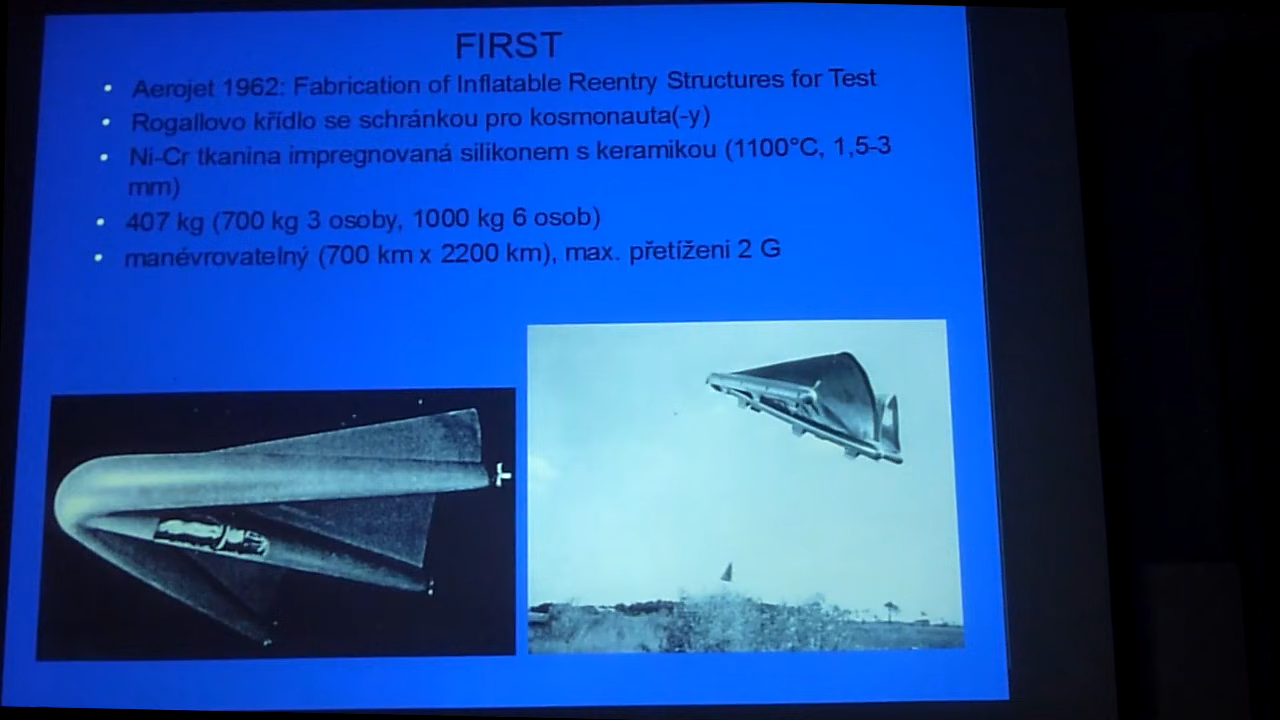 FIRST
Aerojet 1962: Fabrication of Inflatable Reentry Structures for Test
Rogallovo křídlo se schránkou pro kosmonauta(-y)
Ni-Cr tkanina impregnovaná silikonem s keramikou (1100°C, 1,5-3
mm)
407 kg (700 kg 3 osoby, 1000 kg 6 osob)
manévrovatelný (700 km x 2200 km), max. přetížení 2 G